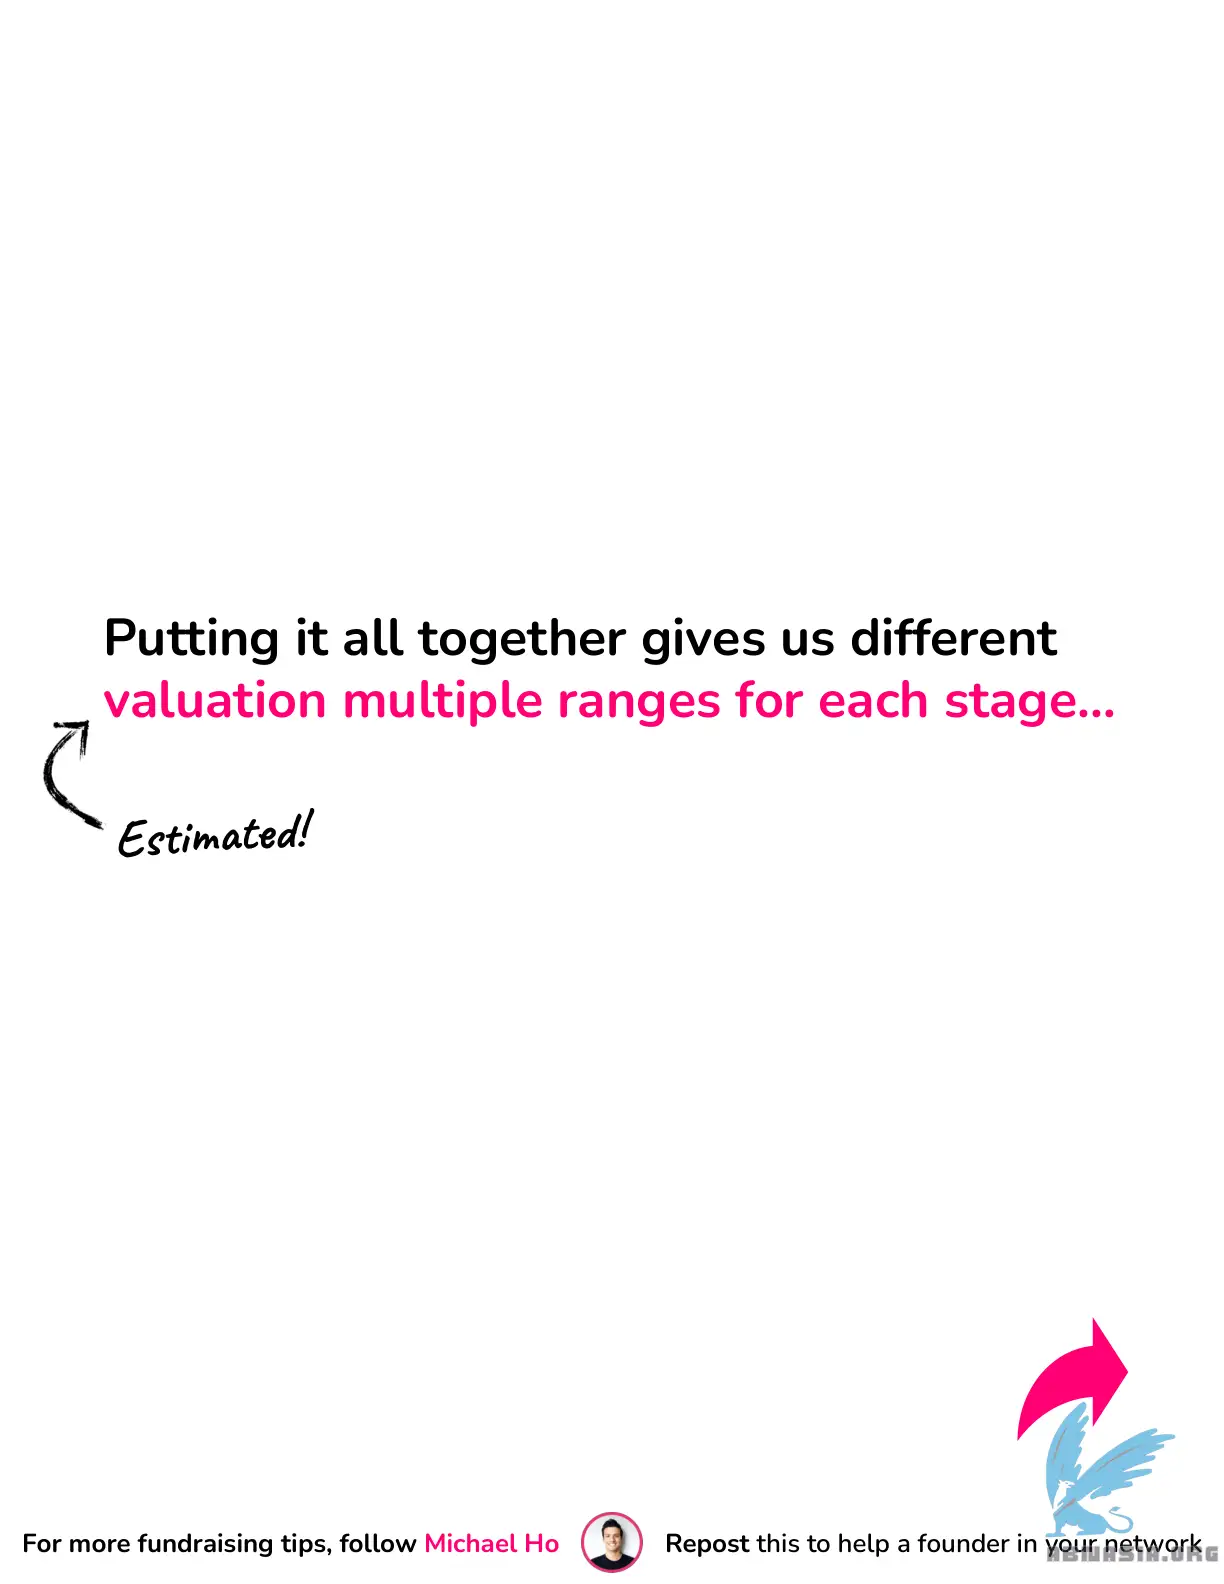 Putting it all together gives us different
valuation multiple ranges for each stage...
Estimated!
For more fundraising tips, follow Michael Ho
Repost this to help a founder in your network
ABNASIA.ORG